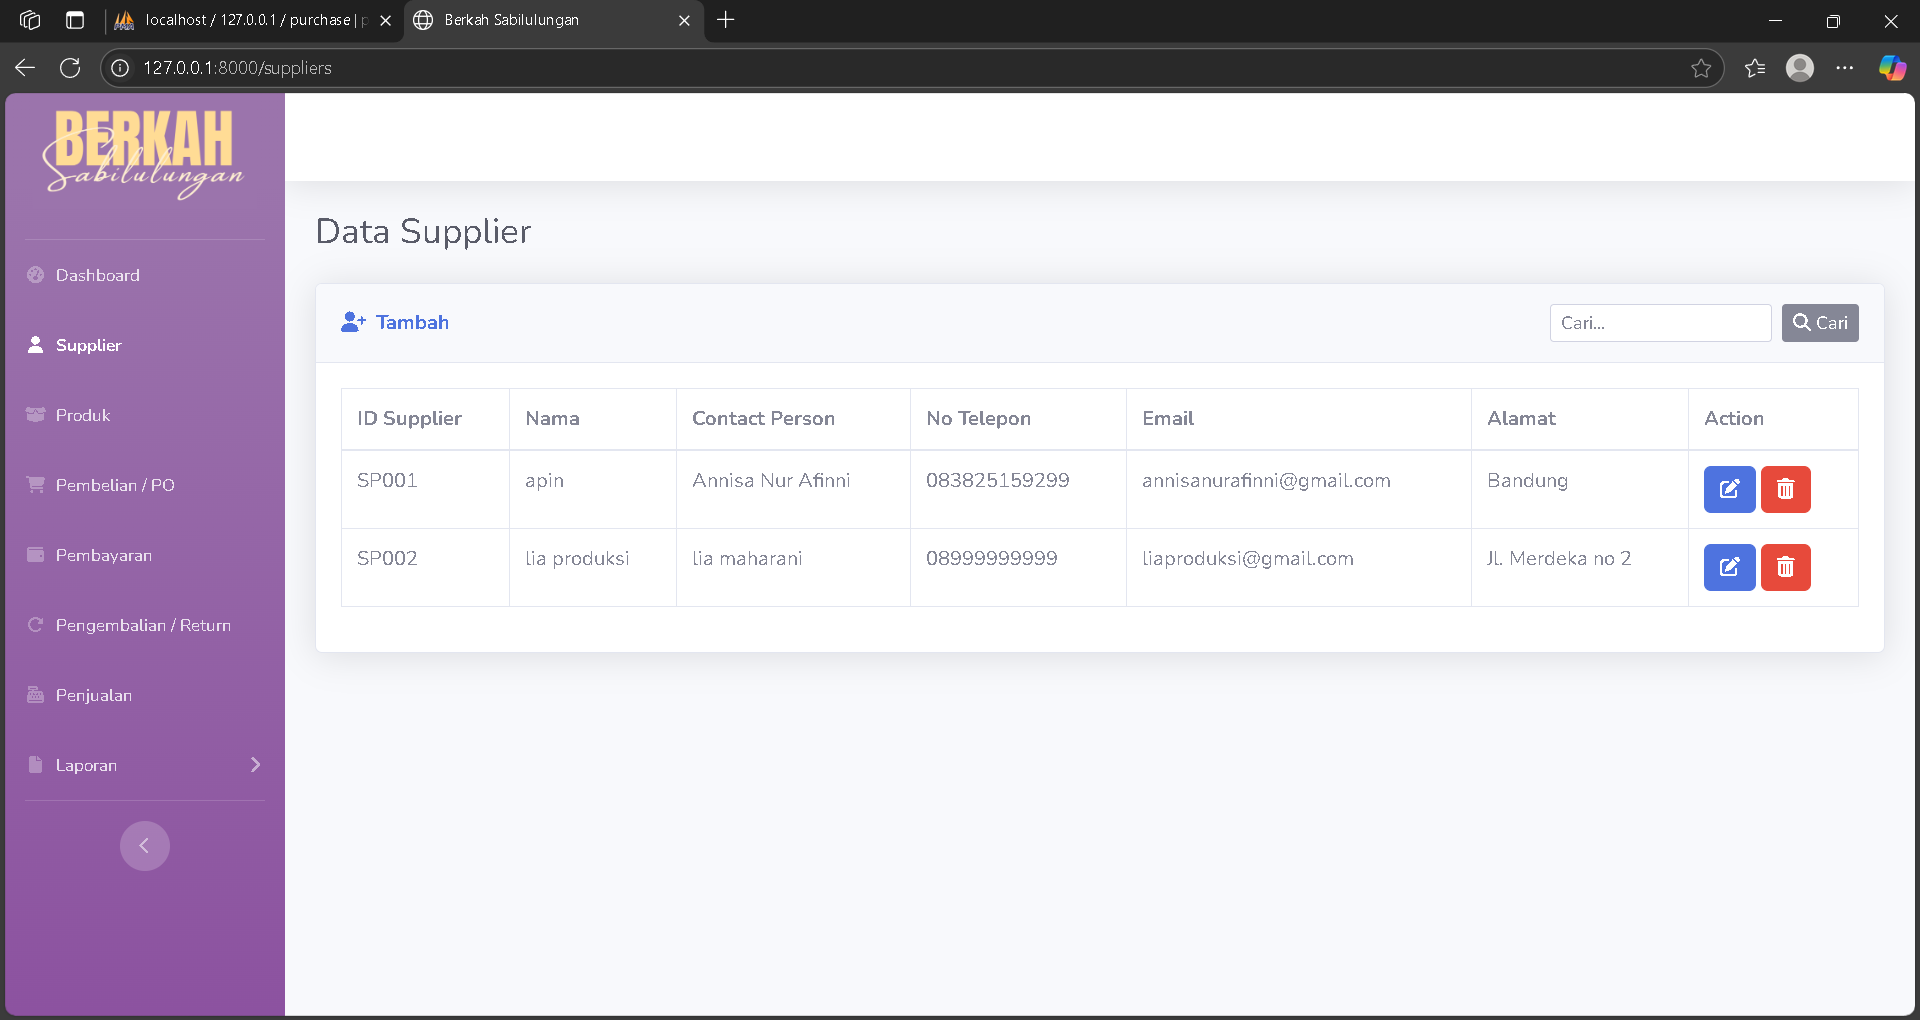 localhost / 127.0.0.1 / purchase | p
Berkah Sabilulungan
127.0.0.1:8000/suppliers
BERKAH
Sabilulungan
Dashboard
Supplier
Produk
Pembelian / PO
Pembayaran
Pengembalian / Return
Penjualan
Laporan
Data Supplier
Tambah
Cari...
Cari
ID Supplier Nama Contact Person No Telepon Email Alamat Action
SP001 apin Annisa Nur Afinni 083825159299 annisanurafinni@gmail.com Bandung
SP002 lia produksi lia maharani 08999999999 liaproduksi@gmail.com Jl. Merdeka no 2